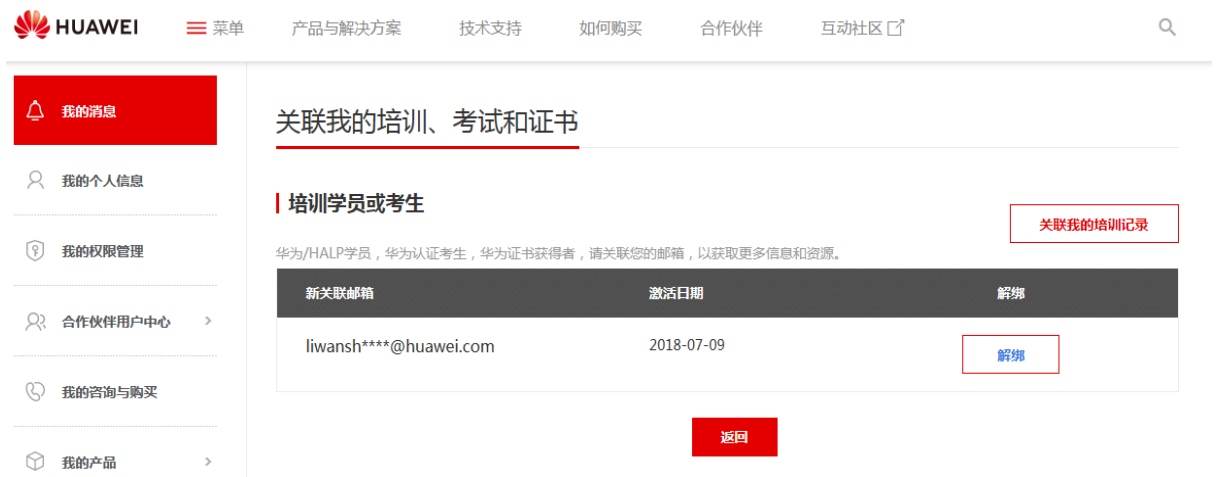 HUAWEI 菜单 产品与解决方案 技术支持 如何购买 合作伙伴 互动社区
我的消息
我的个人信息
我的权限管理
合作伙伴用户中心
我的咨询与购买
我的产品
关联我的培训、考试和证书
培训学员或考生
关联我的培训记录
华为/HALP学员，华为认证考生，华为证书获得者，请关联您的邮箱，以获取更多信息和资源。
新关联邮箱 激活日期 解绑
liwansh****@huawei.com 2018-07-09 解绑
返回